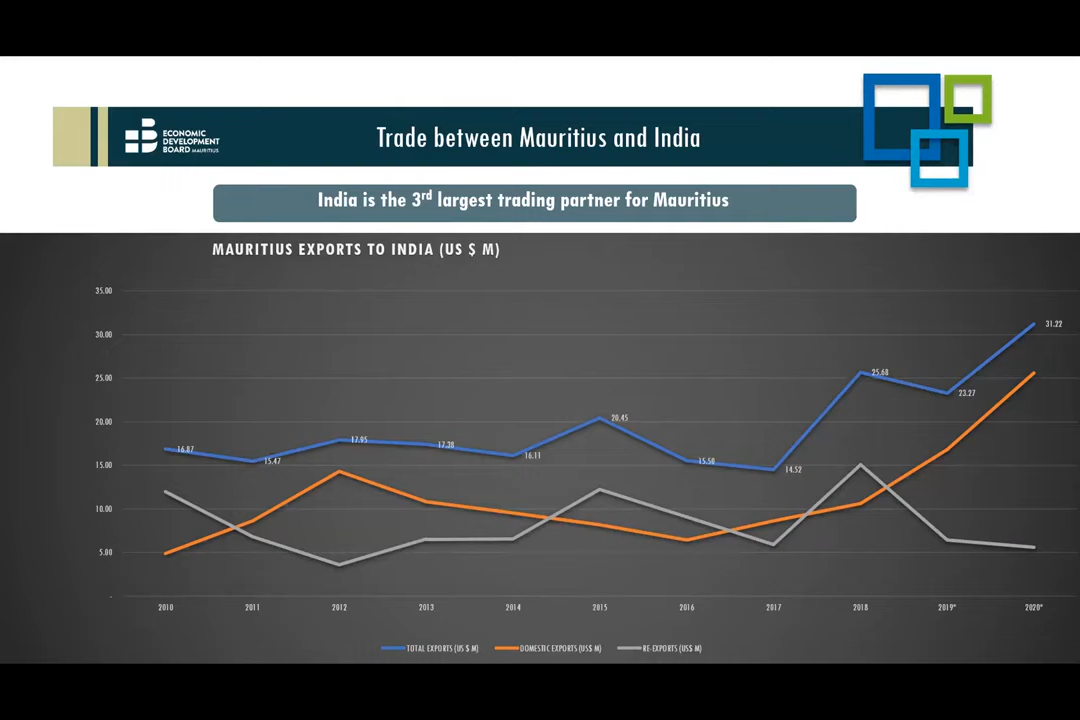 ECONOMIC
DEVELOPMENT
BOARD MAURITIUS
Trade between Mauritius and India
India is the 3rd largest trading partner for Mauritius
MAURITIUS EXPORTS TO INDIA (US $ M)
35.00
30.00
25.00
20.00
15.00
10.00
5.00
-
16.87
15.47
17.95
17.38
16.11
20.45
15.50
14.52
25.68
23.27
31.22
2010 2011 2012 2013 2014 2015 2016 2017 2018 2019* 2020*
TOTAL EXPORTS (US $ M) DOMESTIC EXPORTS (US$ M) RE-EXPORTS (US$ M)